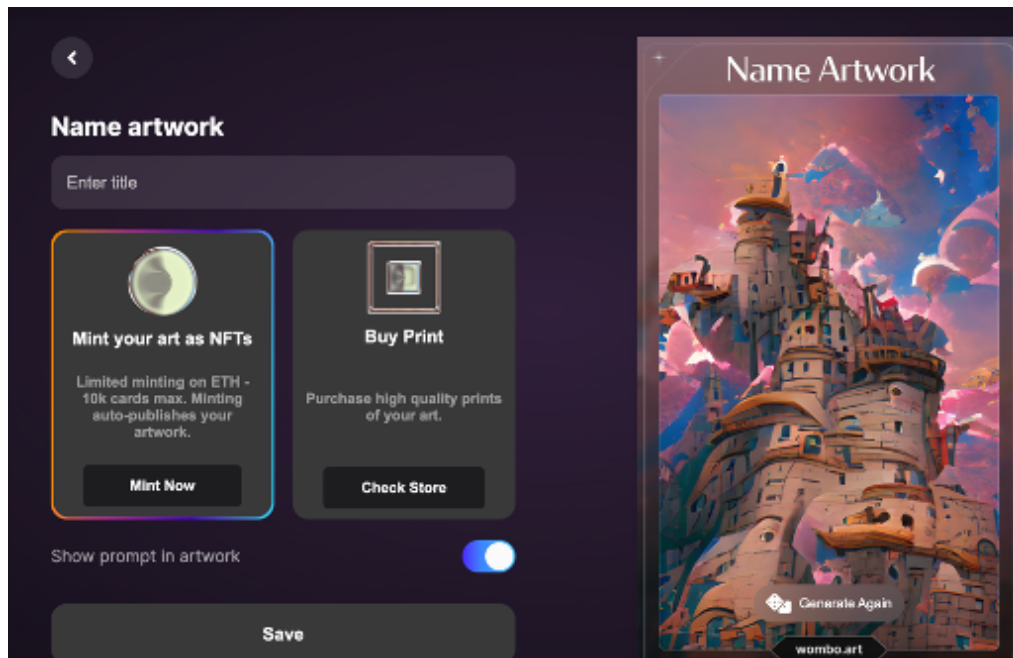 Name artwork
Enter title
Mint your art as NFTs
Limited minting on ETH -
10k cards max. Minting
auto-publishes your
artwork.
Mint Now
Buy Print
Purchase high quality prints
of your art.
Check Store
Show prompt in artwork
Save
Name Artwork
Generate Again
wombo.art